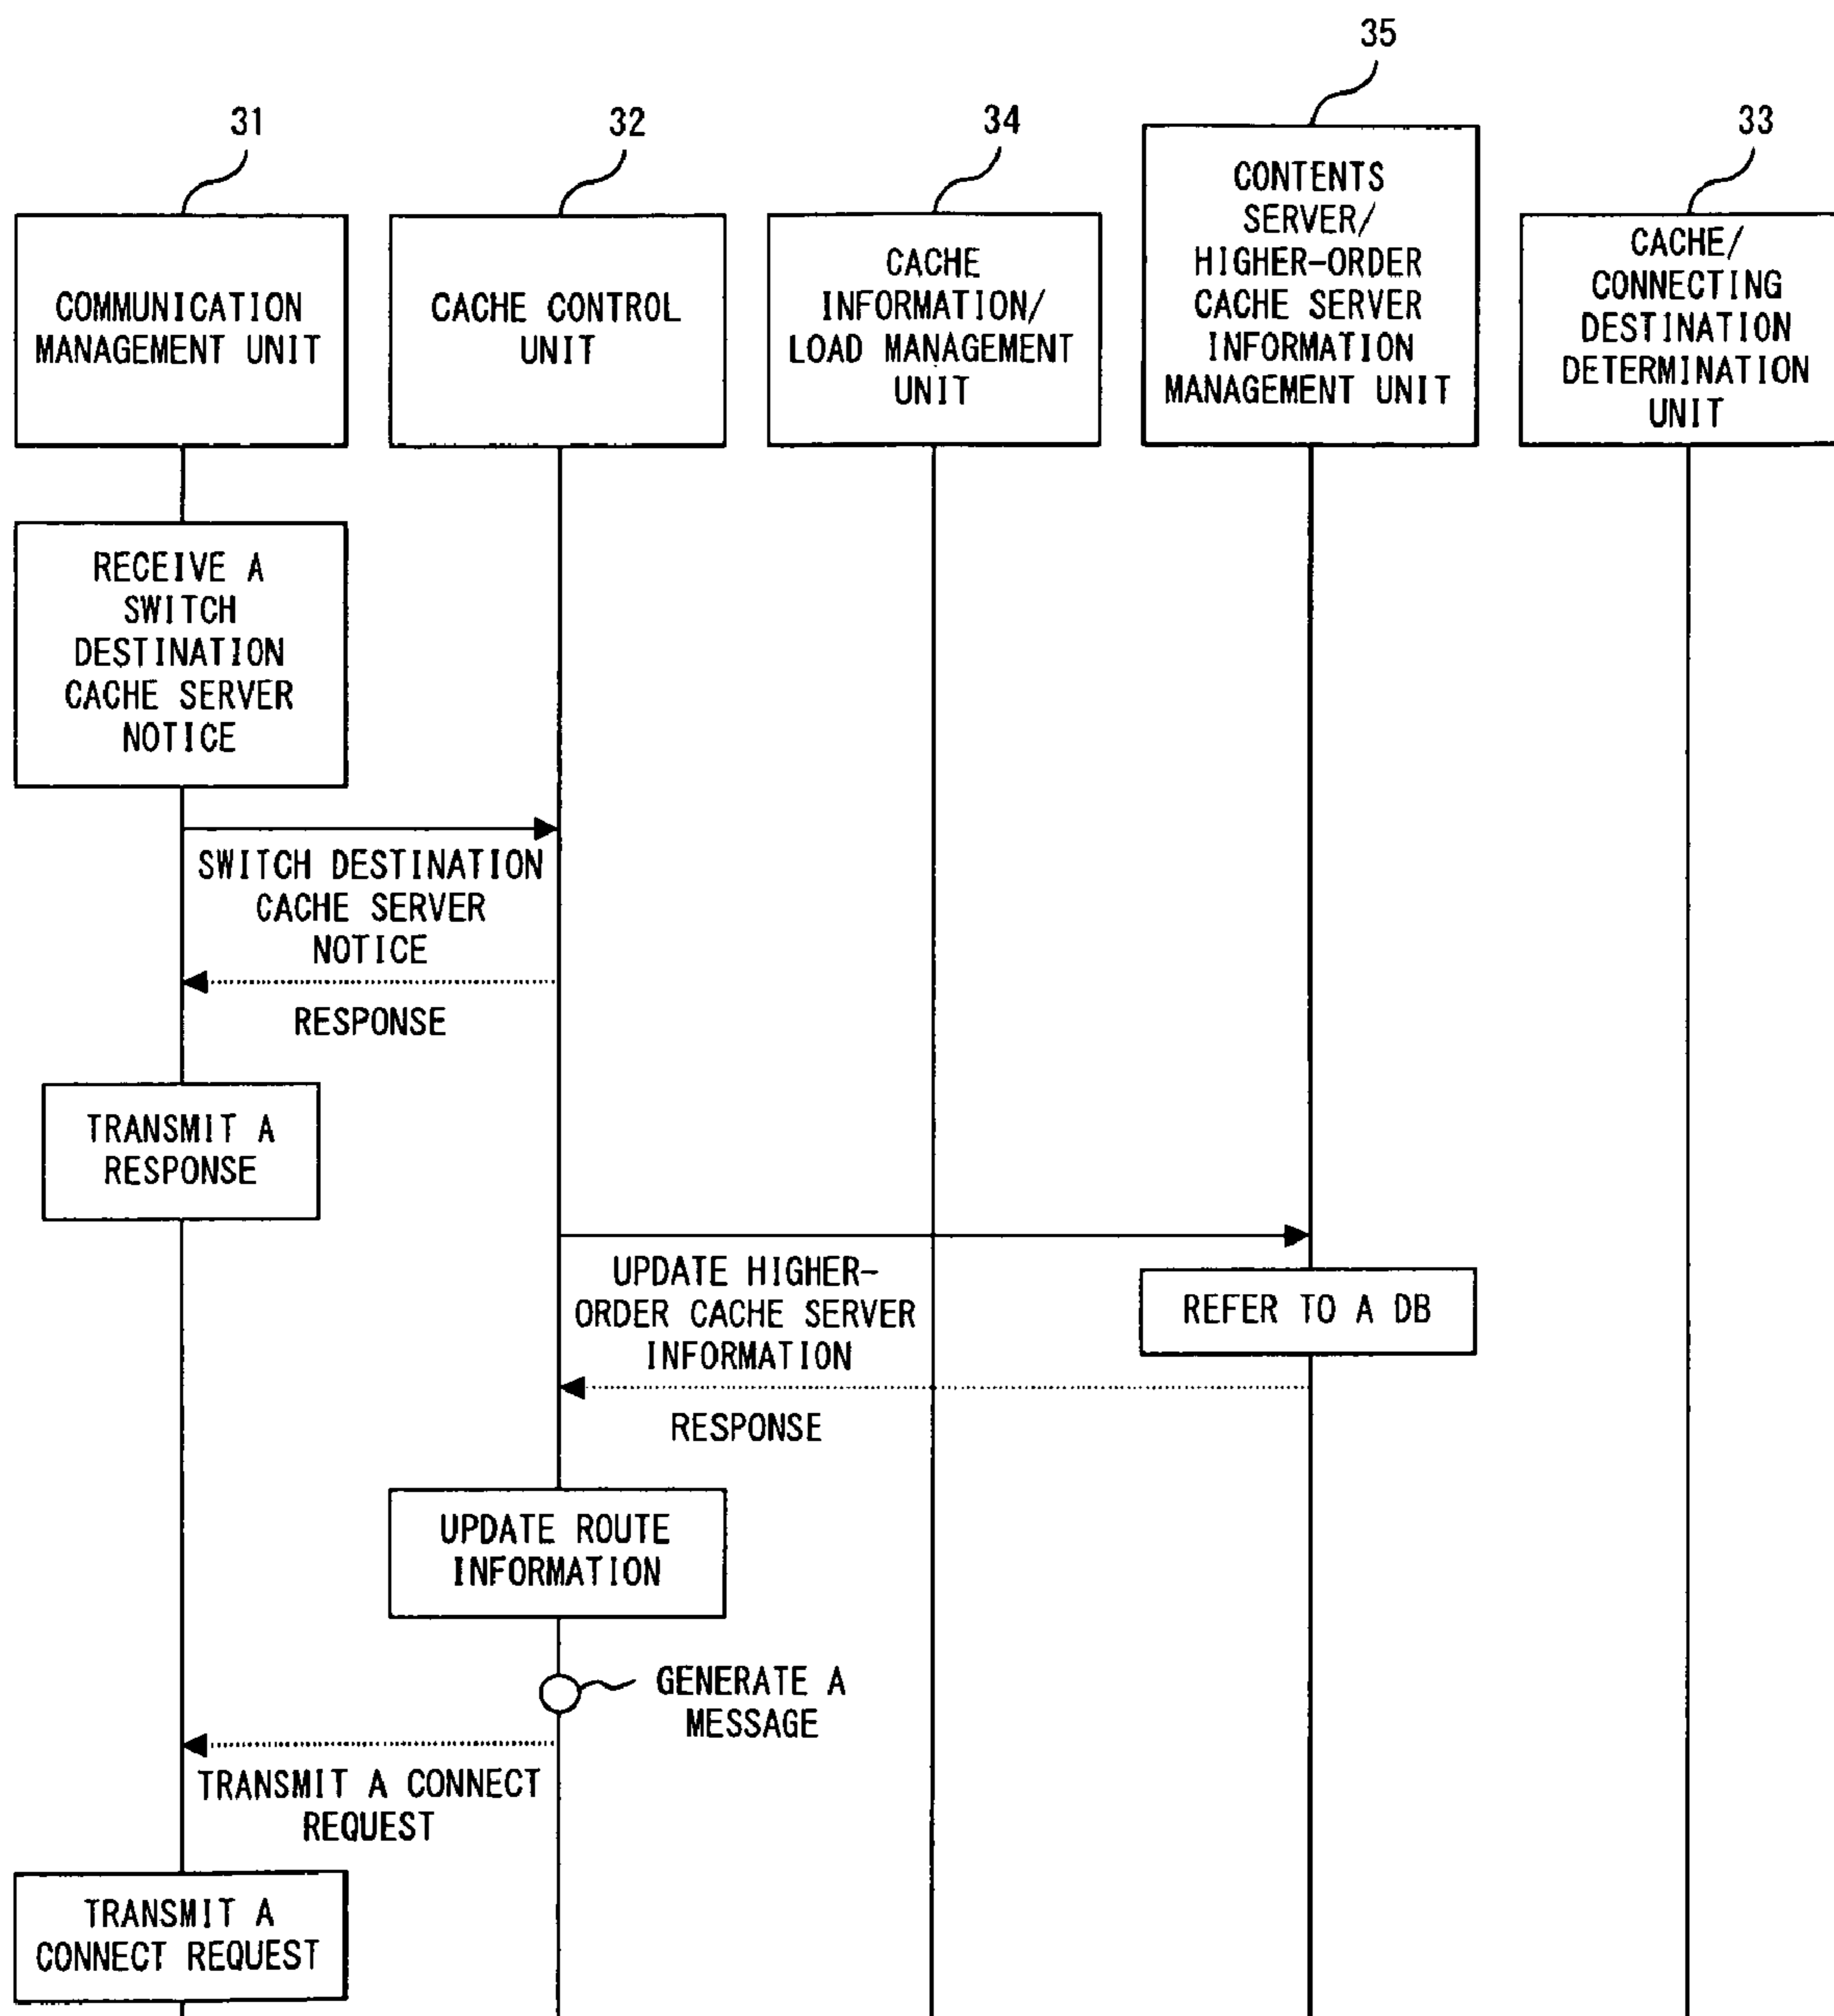 35
31
32
34
33
COMMUNICATION
MANAGEMENT UNIT
CACHE CONTROL
UNIT
CACHE
INFORMATION/
LOAD MANAGEMENT
UNIT
CONTENTS
SERVER/
HIGHER-ORDER
CACHE SERVER
INFORMATION
MANAGEMENT UNIT
CACHE/
CONNECTING
DESTINATION
DETERMINATION
UNIT
RECEIVE A
SWITCH
DESTINATION
CACHE SERVER
NOTICE
SWITCH DESTINATION
CACHE SERVER
NOTICE
RESPONSE
TRANSMIT A
RESPONSE
UPDATE HIGHER-
ORDER CACHE SERVER
INFORMATION
REFER TO A DB
RESPONSE
UPDATE ROUTE
INFORMATION
GENERATE A
MESSAGE
TRANSMIT A CONNECT
REQUEST
TRANSMIT A
CONNECT REQUEST